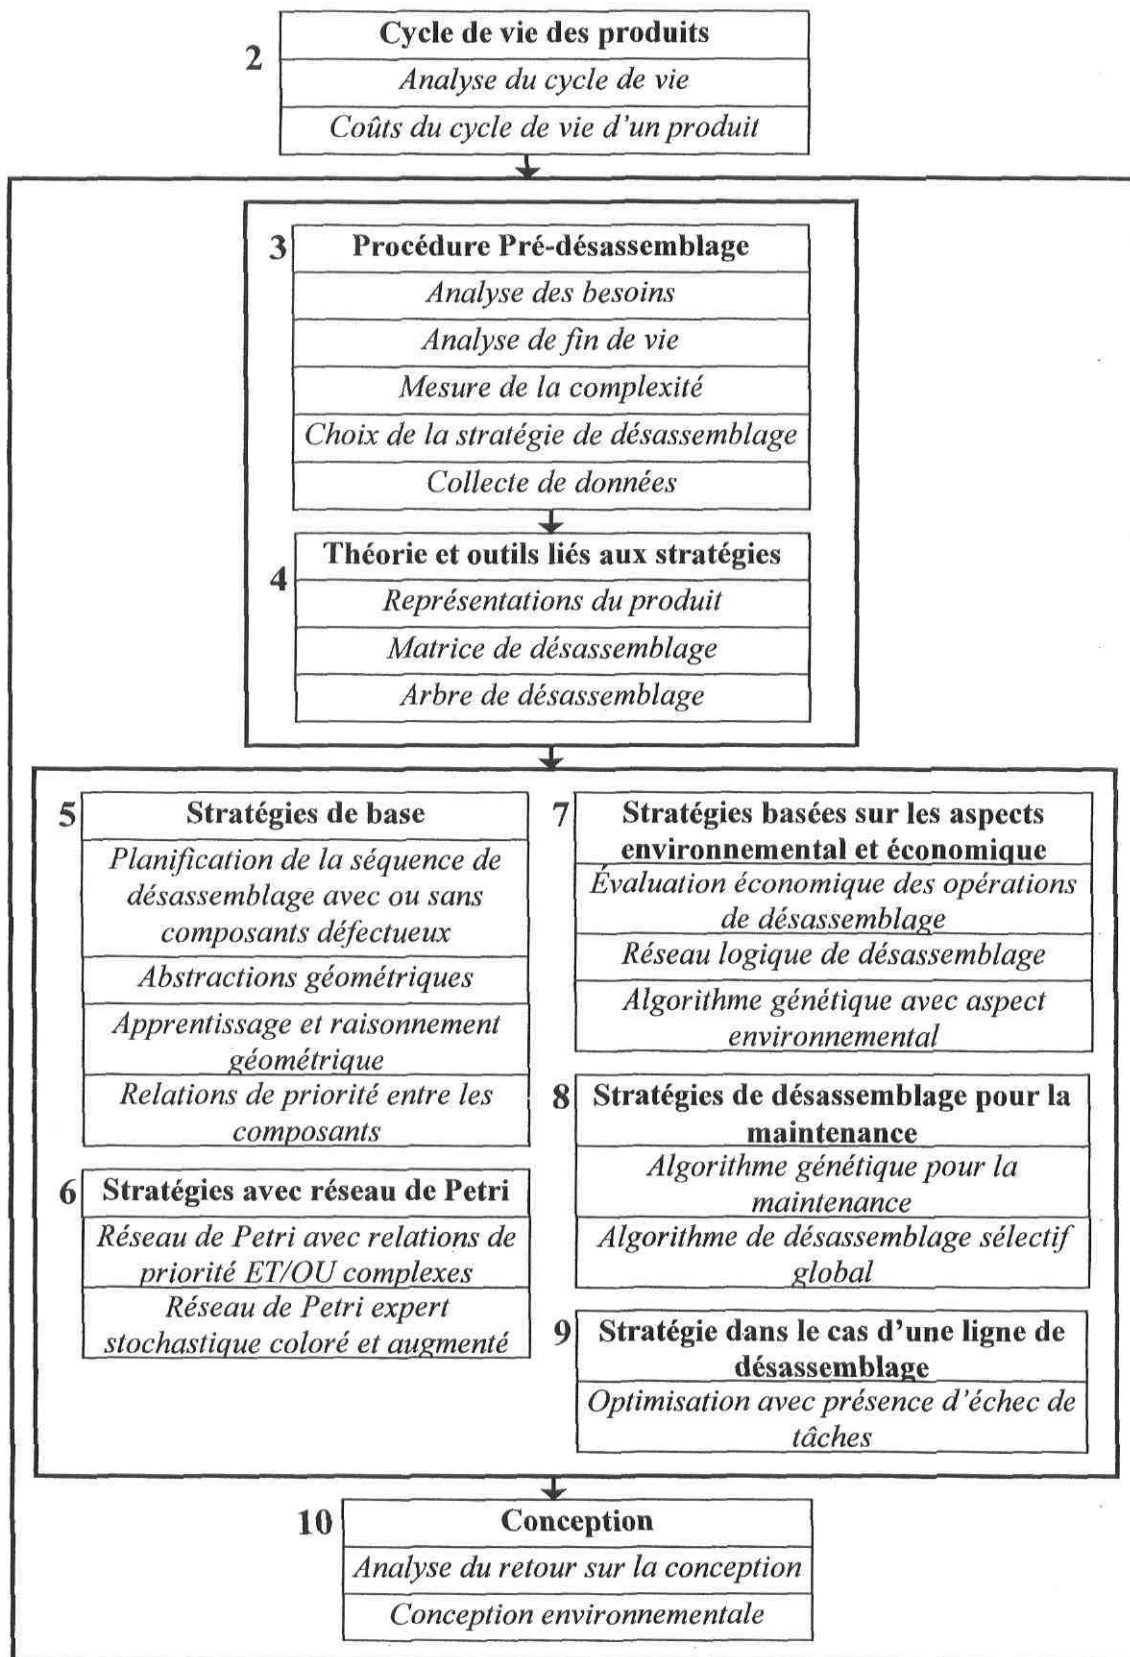 2
Cycle de vie des produits
Analyse du cycle de vie
Coûts du cycle de vie d'un produit
3
Procédure Pré-désassemblage
Analyse des besoins
Analyse de fin de vie
Mesure de la complexité
Choix de la stratégie de désassemblage
Collecte de données
4
Théorie et outils liés aux stratégies
Représentations du produit
Matrice de désassemblage
Arbre de désassemblage
5
Stratégies de base
Planification de la séquence de
désassemblage avec ou sans
composants défectueux
Abstractions géométriques
Apprentissage et raisonnement
géométrique
Relations de priorité entre les
composants
6
Stratégies avec réseau de Petri
Réseau de Petri avec relations de
priorité ET/OU complexes
Réseau de Petri expert
stochastique coloré et augmenté
7
Stratégies basées sur les aspects
environnemental et économique
Évaluation économique des opérations
de désassemblage
Réseau logique de désassemblage
Algorithme génétique avec aspect
environnemental
8
Stratégies de désassemblage pour la
maintenance
Algorithme génétique pour la
maintenance
Algorithme de désassemblage sélectif
global
9
Stratégie dans le cas d'une ligne de
désassemblage
Optimisation avec présence d'échec de
tâches
10
Conception
Analyse du retour sur la conception
Conception environnementale